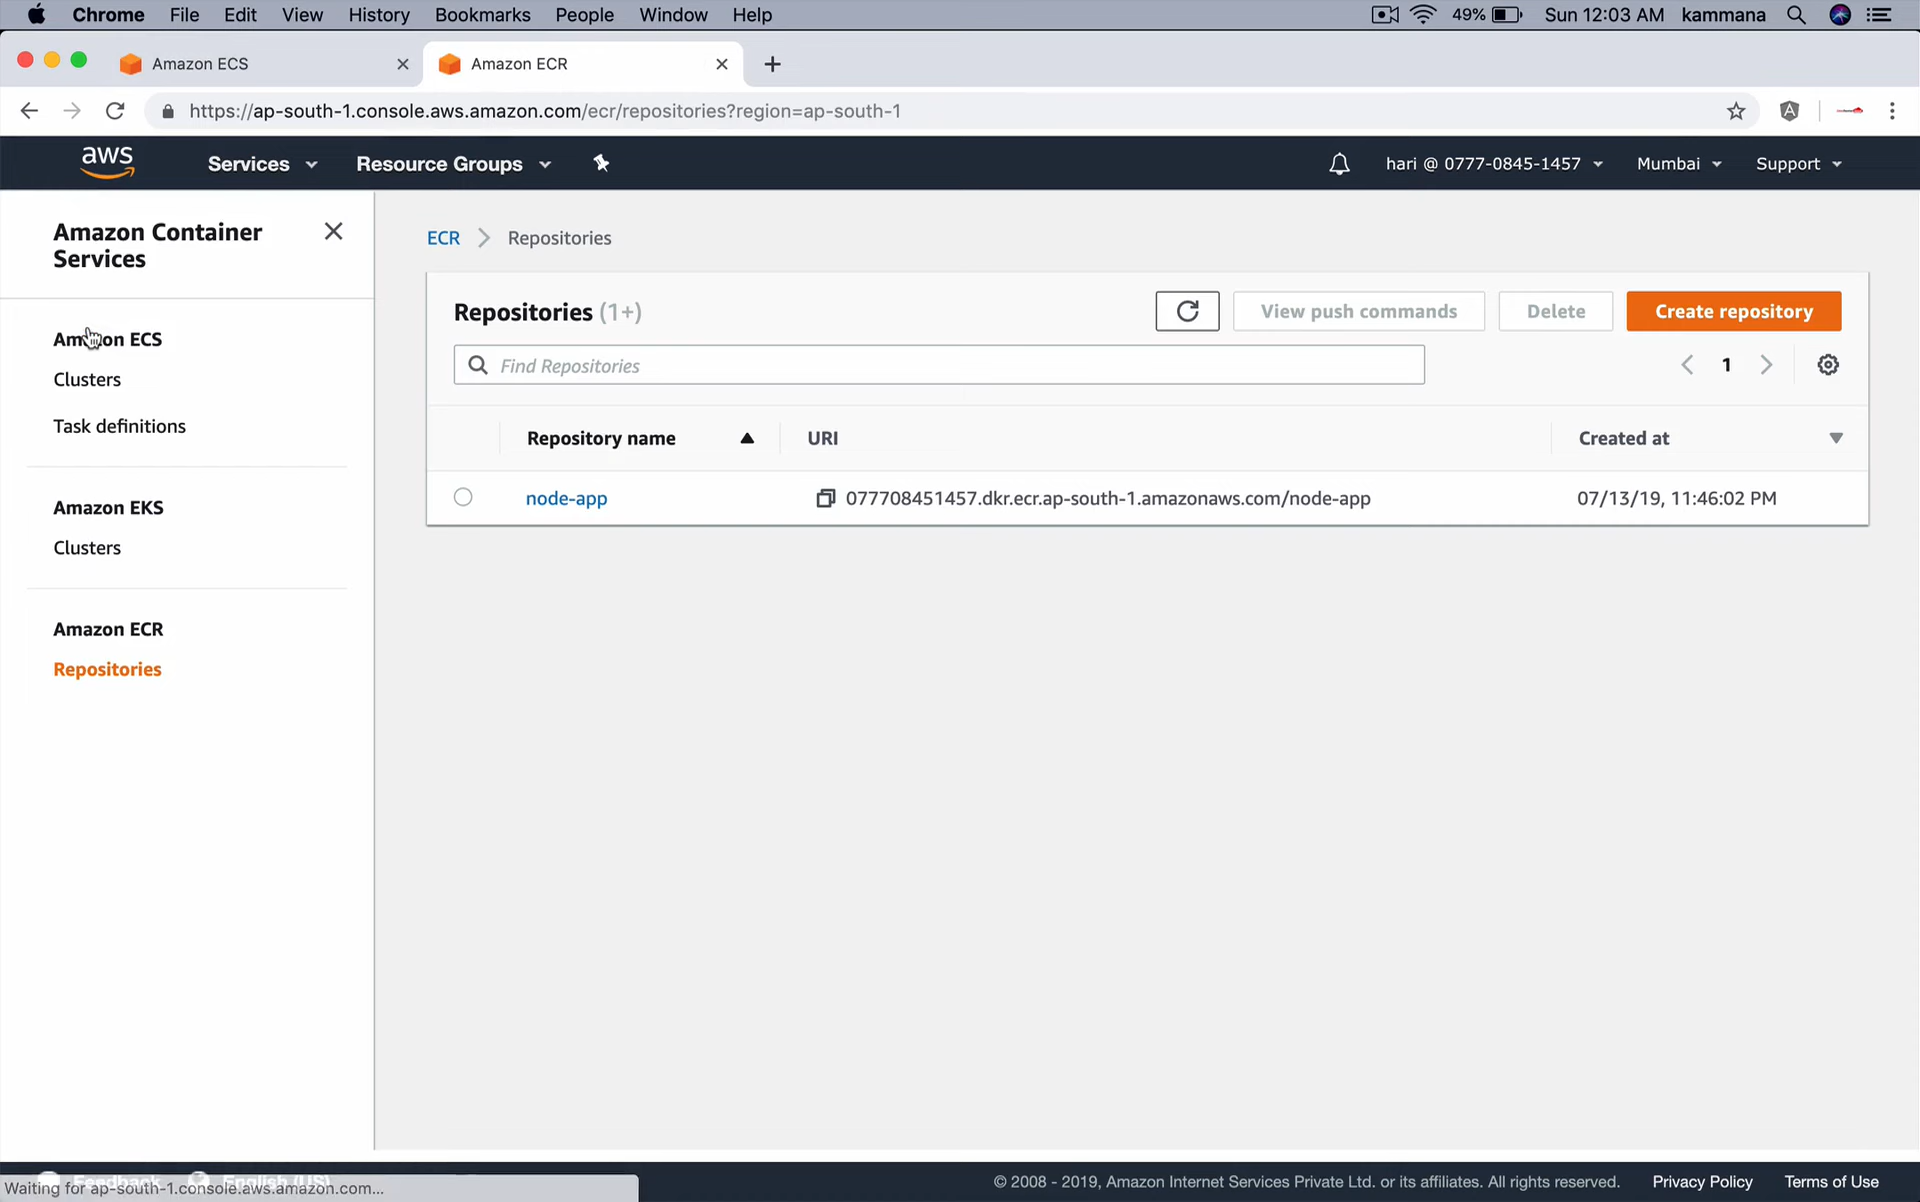 Chrome File Edit View History Bookmarks People Window Help 49% Sun 12:03 AM kammana
Amazon ECS Amazon ECR
https://ap-south-1.console.aws.amazon.com/ecr/repositories?region=ap-south-1
aws Services Resource Groups hari @ 0777-0845-1457 Mumbai Support
Amazon Container
Services
Amazon ECS
Clusters
Task definitions
Amazon EKS
Clusters
Amazon ECR
Repositories
ECR Repositories
Repositories (1+) View push commands Delete Create repository
Find Repositories 1
Repository name URI Created at
node-app 077708451457.dkr.ecr.ap-south-1.amazonaws.com/node-app 07/13/19, 11:46:02 PM
Feedback English (US) © 2008 - 2019, Amazon Internet Services Private Ltd. or its affiliates. All rights reserved. Privacy Policy Terms of Use
Waiting for ap-south-1.console.aws.amazon.com...